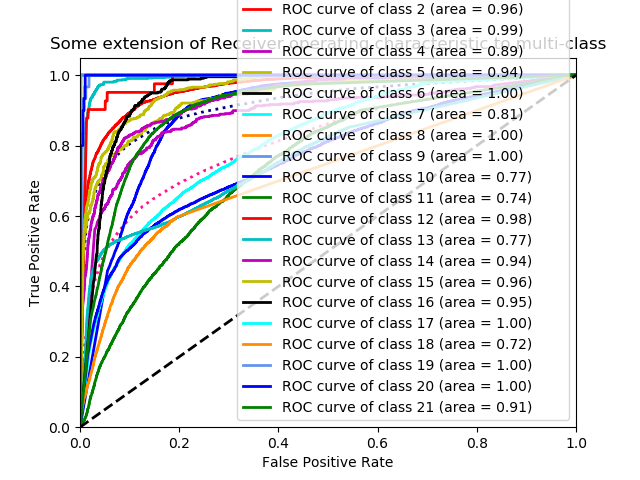 ROC curve of class 2 (area = 0.96)
ROC curve of class 3 (area = 0.99)
Some extension of Receiver operating characteristic to multi-class
ROC curve of class 4 (area = 0.89)
ROC curve of class 5 (area = 0.94)
ROC curve of class 6 (area = 1.00)
ROC curve of class 7 (area = 0.81)
ROC curve of class 8 (area = 1.00)
ROC curve of class 9 (area = 1.00)
ROC curve of class 10 (area = 0.77)
ROC curve of class 11 (area = 0.74)
ROC curve of class 12 (area = 0.98)
ROC curve of class 13 (area = 0.77)
ROC curve of class 14 (area = 0.94)
ROC curve of class 15 (area = 0.96)
ROC curve of class 16 (area = 0.95)
ROC curve of class 17 (area = 1.00)
ROC curve of class 18 (area = 0.72)
ROC curve of class 19 (area = 1.00)
ROC curve of class 20 (area = 1.00)
ROC curve of class 21 (area = 0.91)
True Positive Rate
1.0
0.8
0.6
0.4
0.2
0.0
0.0 0.2 0.4 0.6 0.8 1.0
False Positive Rate